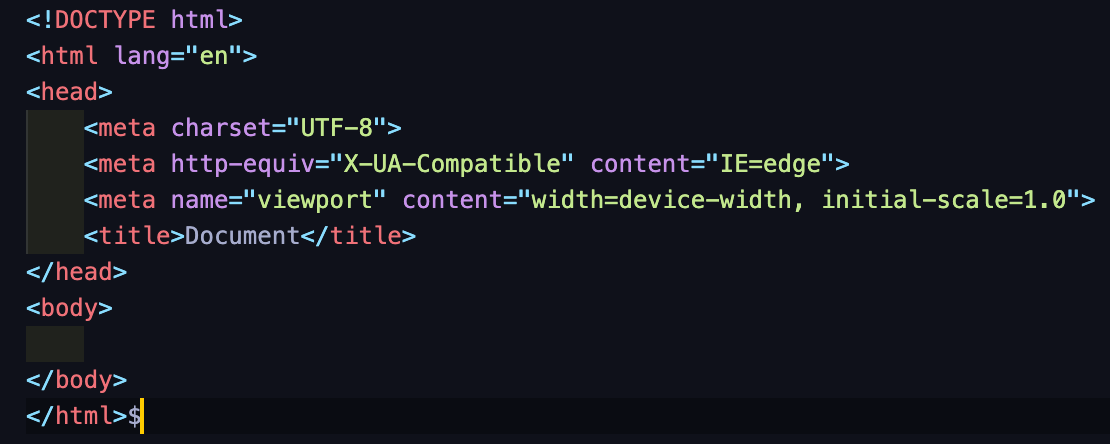 <!DOCTYPE html>
<html lang="en">
<head>
    <meta charset="UTF-8">
    <meta http-equiv="X-UA-Compatible" content="IE=edge">
    <meta name="viewport" content="width=device-width, initial-scale=1.0">
    <title>Document</title>
</head>
<body>
    
</body>
</html>$